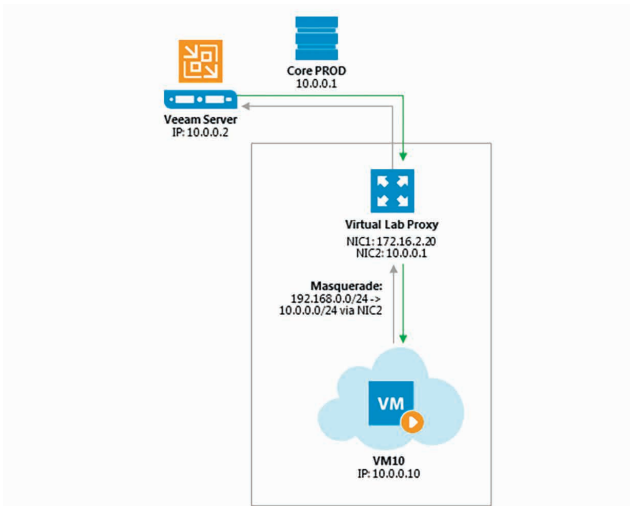 Core PROD
10.0.0.1
Veeam Server
IP: 10.0.0.2
Virtual Lab Proxy
NIC1: 172.16.2.20
NIC2: 10.0.0.1
Masquerade:
192.168.0.0/24 ->
10.0.0.0/24 via NIC2
VM
VM10
IP: 10.0.0.10